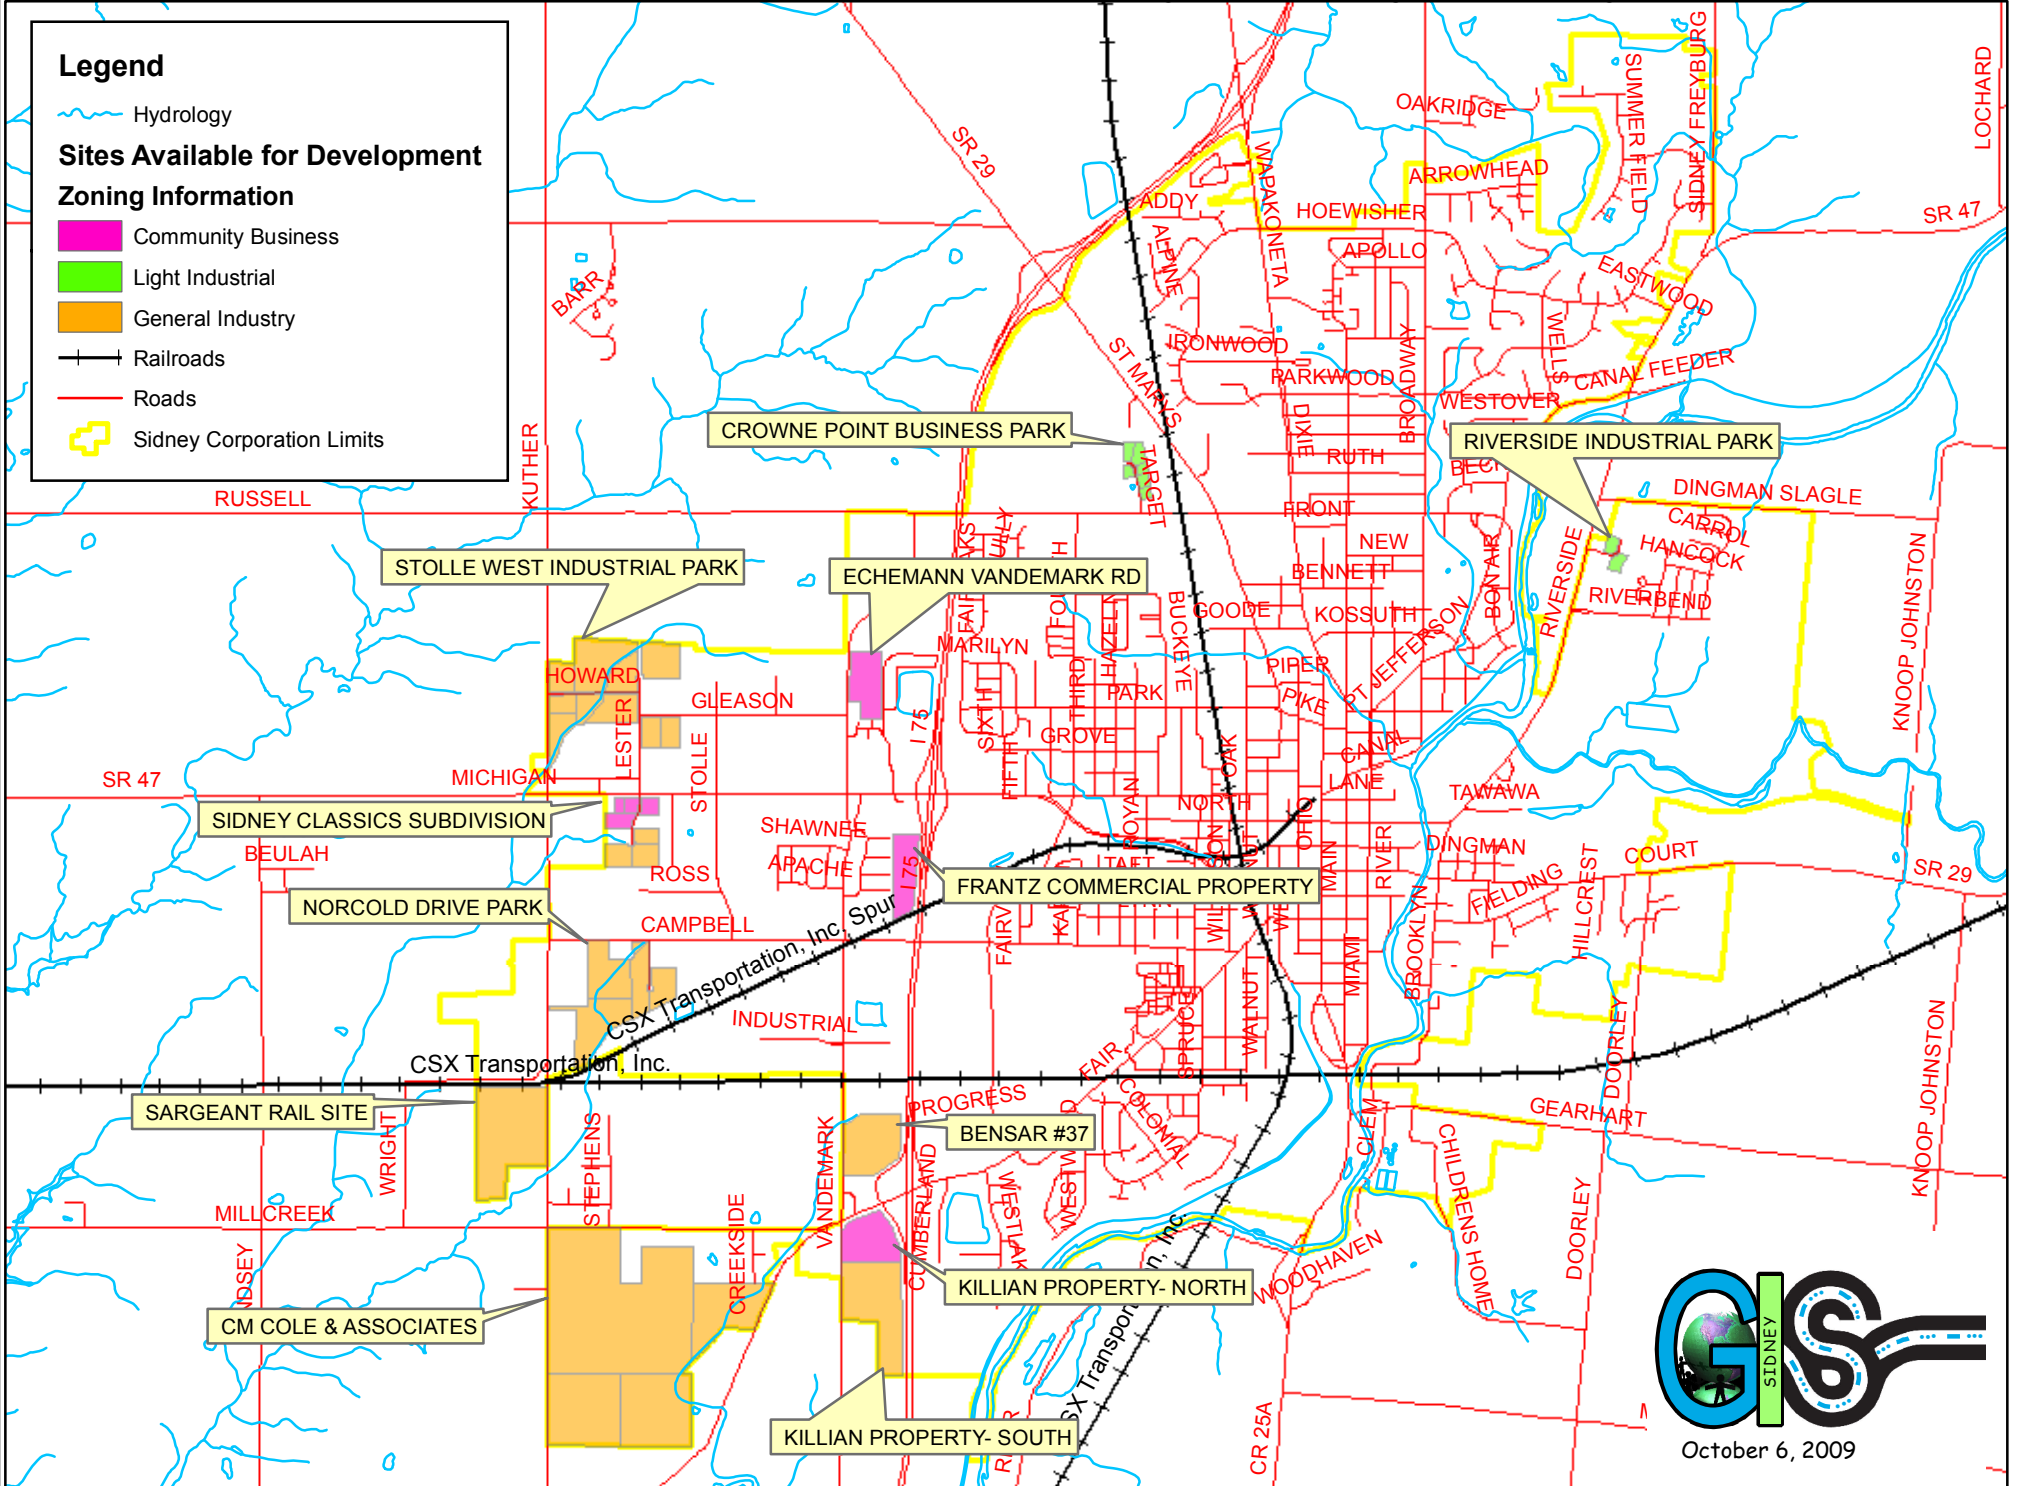 Legend
Hydrology
Sites Available for Development
Zoning Information
Community Business
Light Industrial
General Industry
Railroads
Roads
Sidney Corporation Limits
SR 29
OAKRIDGE
SUMMER FIELD
SIDNEY FREYBURG
LOCHARD
WAPAKONETA
ARROWHEAD
ADDY
HOEWISHER
SR 47
ALPINE
APOLLO
BARR
EASTWOOD
IRONWOOD
ST MARYS
PARKWOOD
BROADWAY
WELLS
CANAL FEEDER
WESTOVER
DIXIE
KUTHER
CROWNE POINT BUSINESS PARK
RIVERSIDE INDUSTRIAL PARK
TARGET
RUTH
RUSSELL
FRONT
DINGMAN SLAGLE
CARROL
HANCOCK
NEW
BENNETT
BON AIR
RIVERSIDE
KNOOP JOHNSTON
STOLLE WEST INDUSTRIAL PARK
ECHEMANN VANDEMARK RD
BUCKEYE
GOODE
KOSSUTH
RIVERBEND
MARILYN
HOWARD
PIPER
ST JEFFERSON
GLEASON
THIRD
PARK
PIKE
LESTER
STOLLE
I 75
SIXTH
GROVE
OAK
CANAL
SR 47
MICHIGAN
FIFTH
LANE
TAWAWA
ROYAN
NORTH
OHIO
SIDNEY CLASSICS SUBDIVISION
SHAWNEE
BEULAH
APACHE
ROSS
I 75
TAFT
MAIN
RIVER
DINGMAN
COURT
SR 29
FRANTZ COMMERCIAL PROPERTY
FIELDING
HILLCREST
NORCOLD DRIVE PARK
CAMPBELL
CSX Transportation, Inc. Spur
MIAMI
BROOKLYN
INDUSTRIAL
SPRUCE
WALNUT
DOORLEY
KNOOP JOHNSTON
CSX Transportation, Inc.
FAIR
COLONIAL
SARGEANT RAIL SITE
PROGRESS
BENSAR #37
GEARHART
WRIGHT
STEPHENS
VANDEMARK
CUMBERLAND
CLEM
CHILDRENS HOME
MILLCREEK
CREEKSIDE
DOORLEY
WOODHAVEN
KILLIAN PROPERTY- NORTH
CM COLE & ASSOCIATES
KILLIAN PROPERTY- SOUTH
CR 25A
GIS
SIDNEY
October 6, 2009